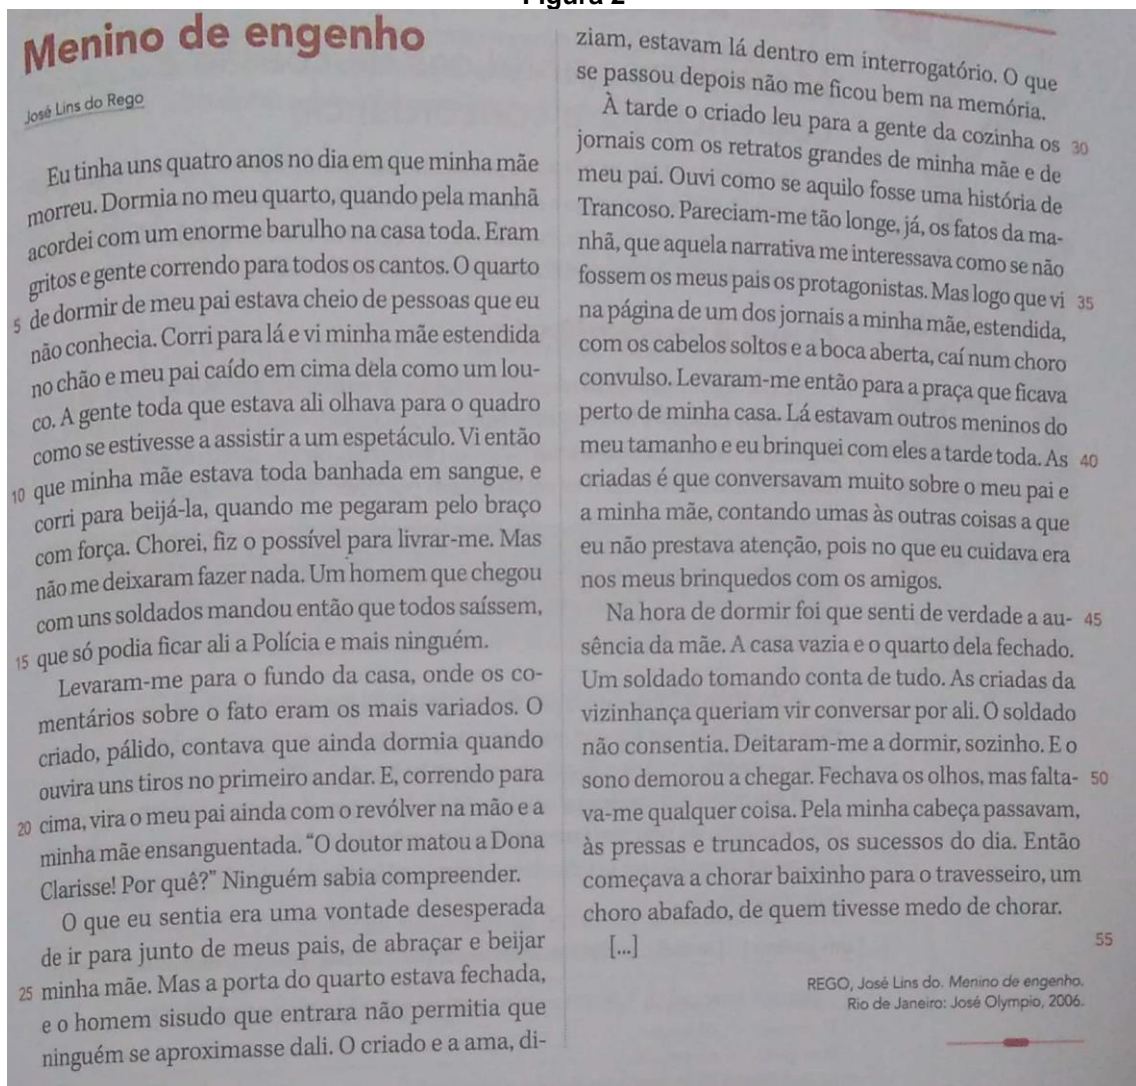 Figura 2
Menino de engenho
José Lins do Rego
Eu tinha uns quatro anos no dia em que minha mãe
morreu. Dormia no meu quarto, quando pela manhã
acordei com um enorme barulho na casa toda. Eram
gritos e gente correndo para todos os cantos. O quarto
5 de dormir de meu pai estava cheio de pessoas que eu
não conhecia. Corri para lá e vi minha mãe estendida
no chão e meu pai caído em cima dela como um lou-
co. A gente toda que estava ali olhava para o quadro
como se estivesse a assistir a um espetáculo. Vi então
10 que minha mãe estava toda banhada em sangue, e
corri para beijá-la, quando me pegaram pelo braço
com força. Chorei, fiz o possível para livrar-me. Mas
não me deixaram fazer nada. Um homem que chegou
com uns soldados mandou então que todos saíssem,
15 que só podia ficar ali a Polícia e mais ninguém.
Levaram-me para o fundo da casa, onde os co-
mentários sobre o fato eram os mais variados. O
criado, pálido, contava que ainda dormia quando
ouvira uns tiros no primeiro andar. E, correndo para
20 cima, vira o meu pai ainda com o revólver na mão e a
minha mãe ensanguentada. “O doutor matou a Dona
Clarisse! Por quê?” Ninguém sabia compreender.
O que eu sentia era uma vontade desesperada
de ir para junto de meus pais, de abraçar e beijar
25 minha mãe. Mas a porta do quarto estava fechada,
e o homem sisudo que entrara não permitia que
ninguém se aproximasse dali. O criado e a ama, di-
ziam, estavam lá dentro em interrogatório. O que
se passou depois não me ficou bem na memória.
À tarde o criado leu para a gente da cozinha os 30
jornais com os retratos grandes de minha mãe e de
meu pai. Ouvi como se aquilo fosse uma história de
Trancoso. Pareciam-me tão longe, já, os fatos da ma-
nhã, que aquela narrativa me interessava como se não
fossem os meus pais os protagonistas. Mas logo que vi 35
na página de um dos jornais a minha mãe, estendida,
com os cabelos soltos e a boca aberta, caí num choro
convulso. Levaram-me então para a praça que ficava
perto de minha casa. Lá estavam outros meninos do
meu tamanho e eu brinquei com eles a tarde toda. As 40
criadas é que conversavam muito sobre o meu pai e
a minha mãe, contando umas às outras coisas a que
eu não prestava atenção, pois no que eu cuidava era
nos meus brinquedos com os amigos.
Na hora de dormir foi que senti de verdade a au- 45
sência da mãe. A casa vazia e o quarto dela fechado.
Um soldado tomando conta de tudo. As criadas da
vizinhança queriam vir conversar por ali. O soldado
não consentia. Deitaram-me a dormir, sozinho. E o
sono demorou a chegar. Fechava os olhos, mas falta- 50
va-me qualquer coisa. Pela minha cabeça passavam,
às pressas e truncados, os sucessos do dia. Então
começava a chorar baixinho para o travesseiro, um
choro abafado, de quem tivesse medo de chorar.
[...] 55
REGO, José Lins do. Menino de engenho.
Rio de Janeiro: José Olympio, 2006.